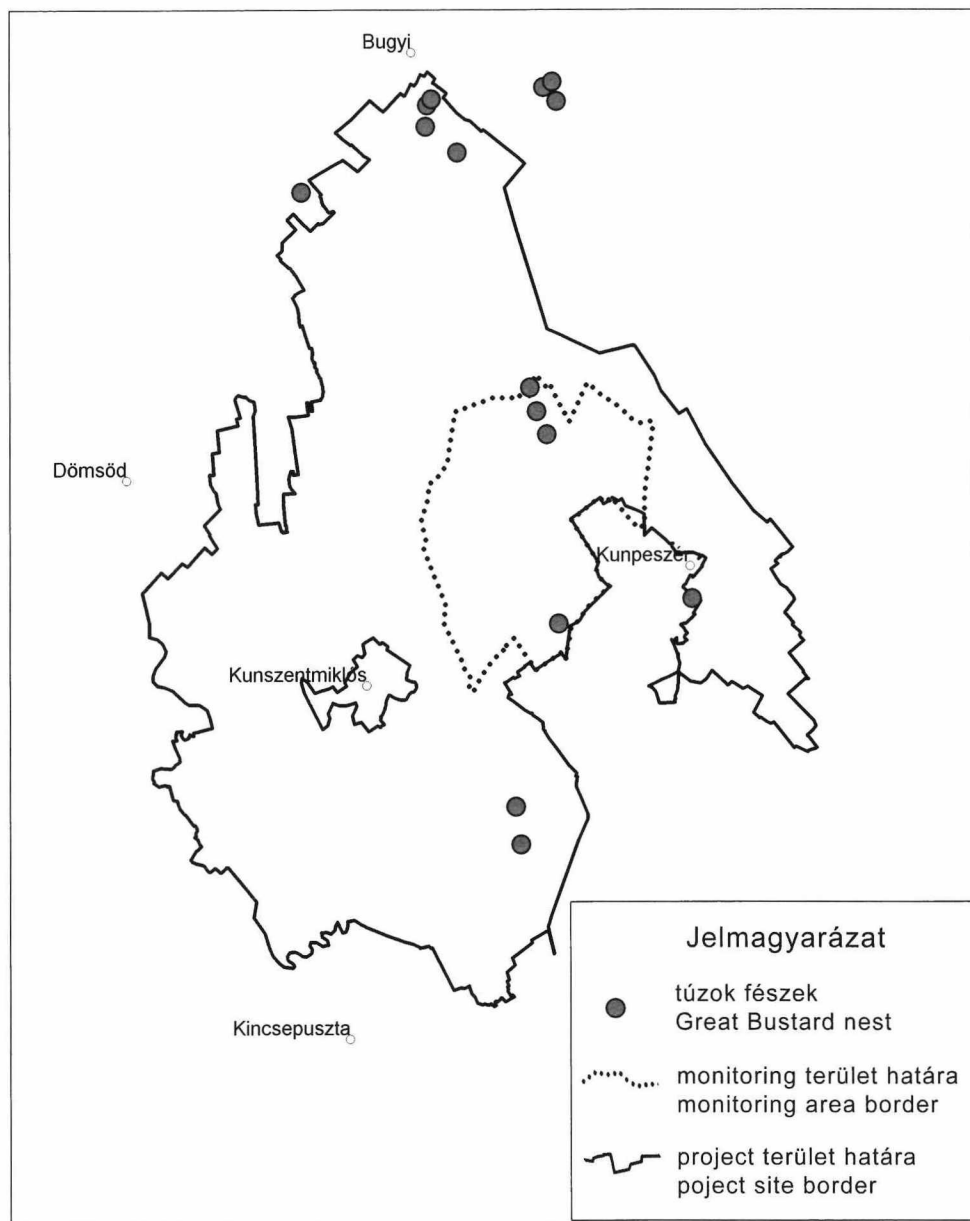 Bugyi
Dömsöd
Kunpeszér
Kunszentmiklós
Kincsepuszta
Jelmagyarázat
túzok fészek
Great Bustard nest
monitoring terület határa
monitoring area border
project terület határa
poject site border